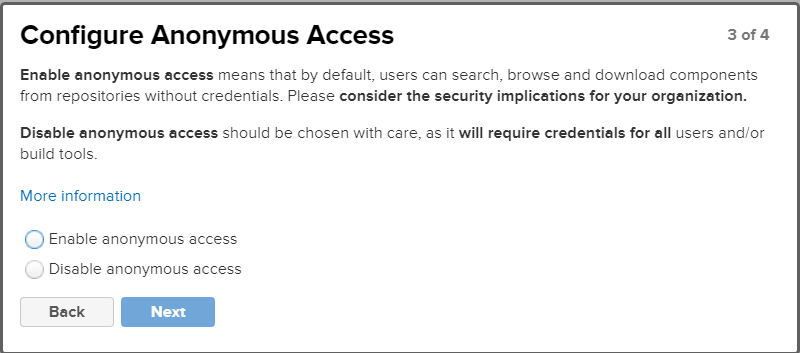 Configure Anonymous Access
3 of 4
Enable anonymous access means that by default, users can search, browse and download components
from repositories without credentials. Please consider the security implications for your organization.
Disable anonymous access should be chosen with care, as it will require credentials for all users and/or
build tools.
More information
Enable anonymous access
Disable anonymous access
Back
Next